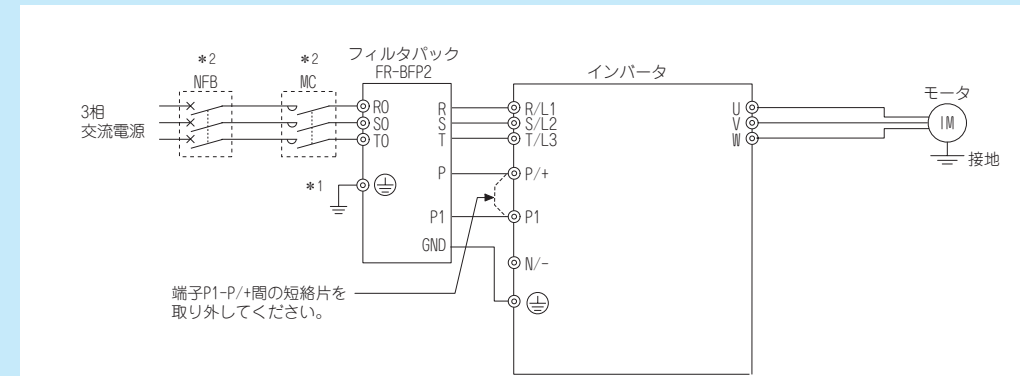 *2
*2
フィルタパック
FR-BFP2
NFB
MC
インバータ
モータ
3相
交流電源
R0
S0
T0
R
S
T
R/L1
S/L2
T/L3
U
V
W
IM
接地
*1
P
P/+
P1
P1
GND
N/-
端子P1-P/+間の短絡片を
取り外してください。